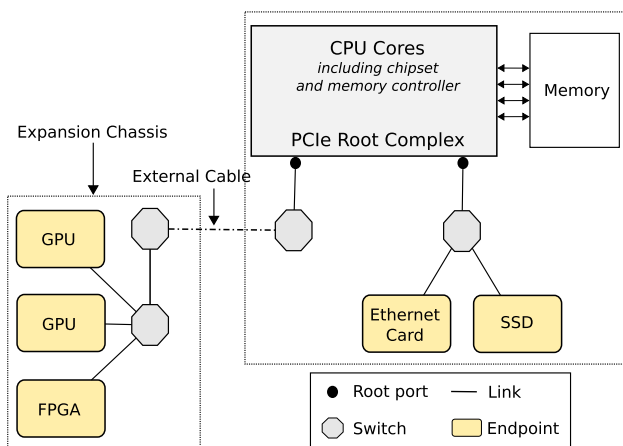 CPU Cores
including chipset
and memory controller
PCIe Root Complex
Memory
Expansion Chassis
External Cable
GPU
GPU
FPGA
Ethernet
Card
SSD
Root port
Link
Switch
Endpoint